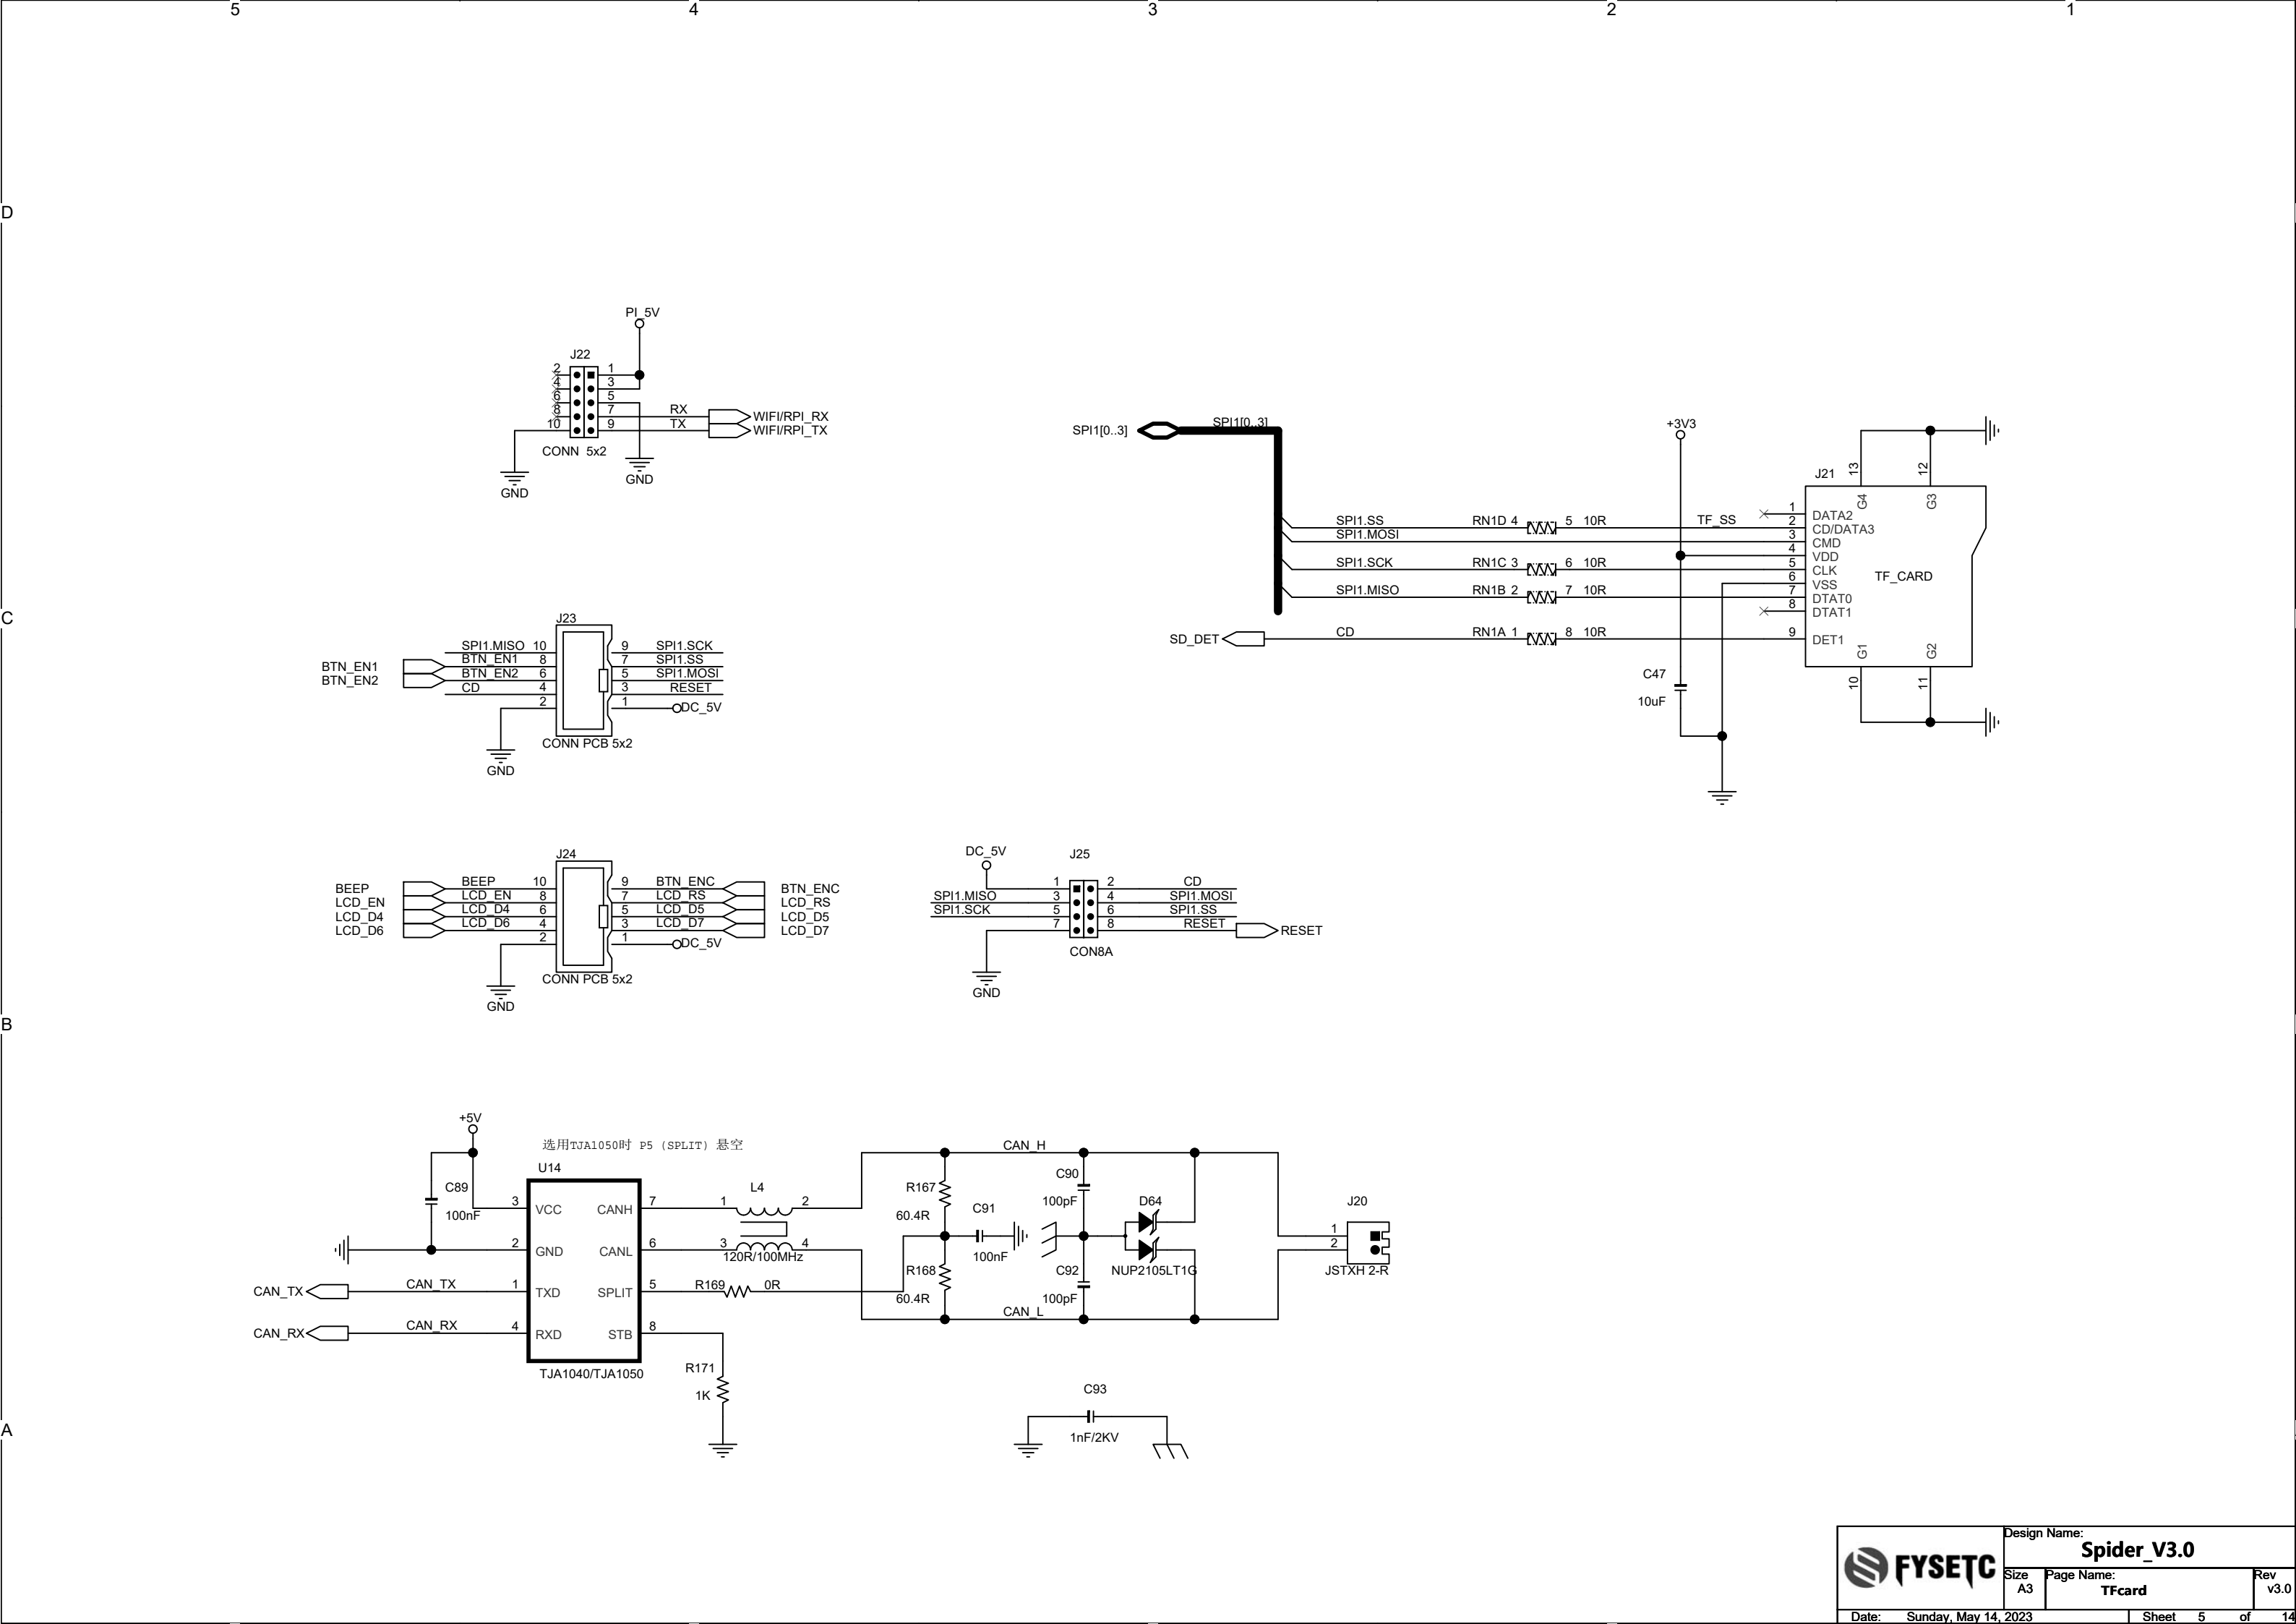 5 4 3 2 1
D
C
B
A
PI_5V
J22
2 1
4 3
6 5
8 7 RX WIFI/RPI_RX
10 9 TX WIFI/RPI_TX
CONN 5x2
GND
GND
SPI1[0..3] SPI1[0..3]
+3V3
J21
13 12
G4 G3
1 DATA2
SPI1.SS RN1D 4 5 10R TF_SS 2 CD/DATA3
SPI1.MOSI 3 CMD
4 VDD
SPI1.SCK RN1C 3 6 10R 5 CLK
TF_CARD
6 VSS
SPI1.MISO RN1B 2 7 10R 7 DTAT0
8 DTAT1
SD_DET CD RN1A 1 8 10R 9 DET1
G1 G2
10 11
C47
10uF
J23
SPI1.MISO 10 9 SPI1.SCK
BTN_EN1 BTN_EN1 8 7 SPI1.SS
BTN_EN2 BTN_EN2 6 5 SPI1.MOSI
CD 4 3 RESET
2 1 DC_5V
CONN PCB 5x2
GND
J24
BEEP BEEP 10 9 BTN_ENC BTN_ENC
LCD_EN LCD_EN 8 7 LCD_RS LCD_RS
LCD_D4 LCD_D4 6 5 LCD_D5 LCD_D5
LCD_D6 LCD_D6 4 3 LCD_D7 LCD_D7
2 1 DC_5V
CONN PCB 5x2
GND
DC_5V J25
1 2 CD
SPI1.MISO 3 4 SPI1.MOSI
SPI1.SCK 5 6 SPI1.SS
7 8 RESET RESET
CON8A
GND
+5V
选用TJA1050时 P5 (SPLIT) 悬空
U14
C89
100nF
3 VCC CANH 7
2 GND CANL 6
CAN_TX CAN_TX 1 TXD SPLIT 5
CAN_RX CAN_RX 4 RXD STB 8
TJA1040/TJA1050
1 L4 2
3 4
120R/100MHz
R169 0R
R171
1K
CAN_H
R167
60.4R
C91
100nF
R168
60.4R
C90
100pF
C92
100pF
D64
NUP2105LT1G
CAN_L
J20
1
2
JSTXH 2-R
C93
1nF/2KV
FYSETC
Design Name:
Spider_V3.0
Size Page Name: Rev
A3 TFcard v3.0
Date: Sunday, May 14, 2023 Sheet 5 of 14